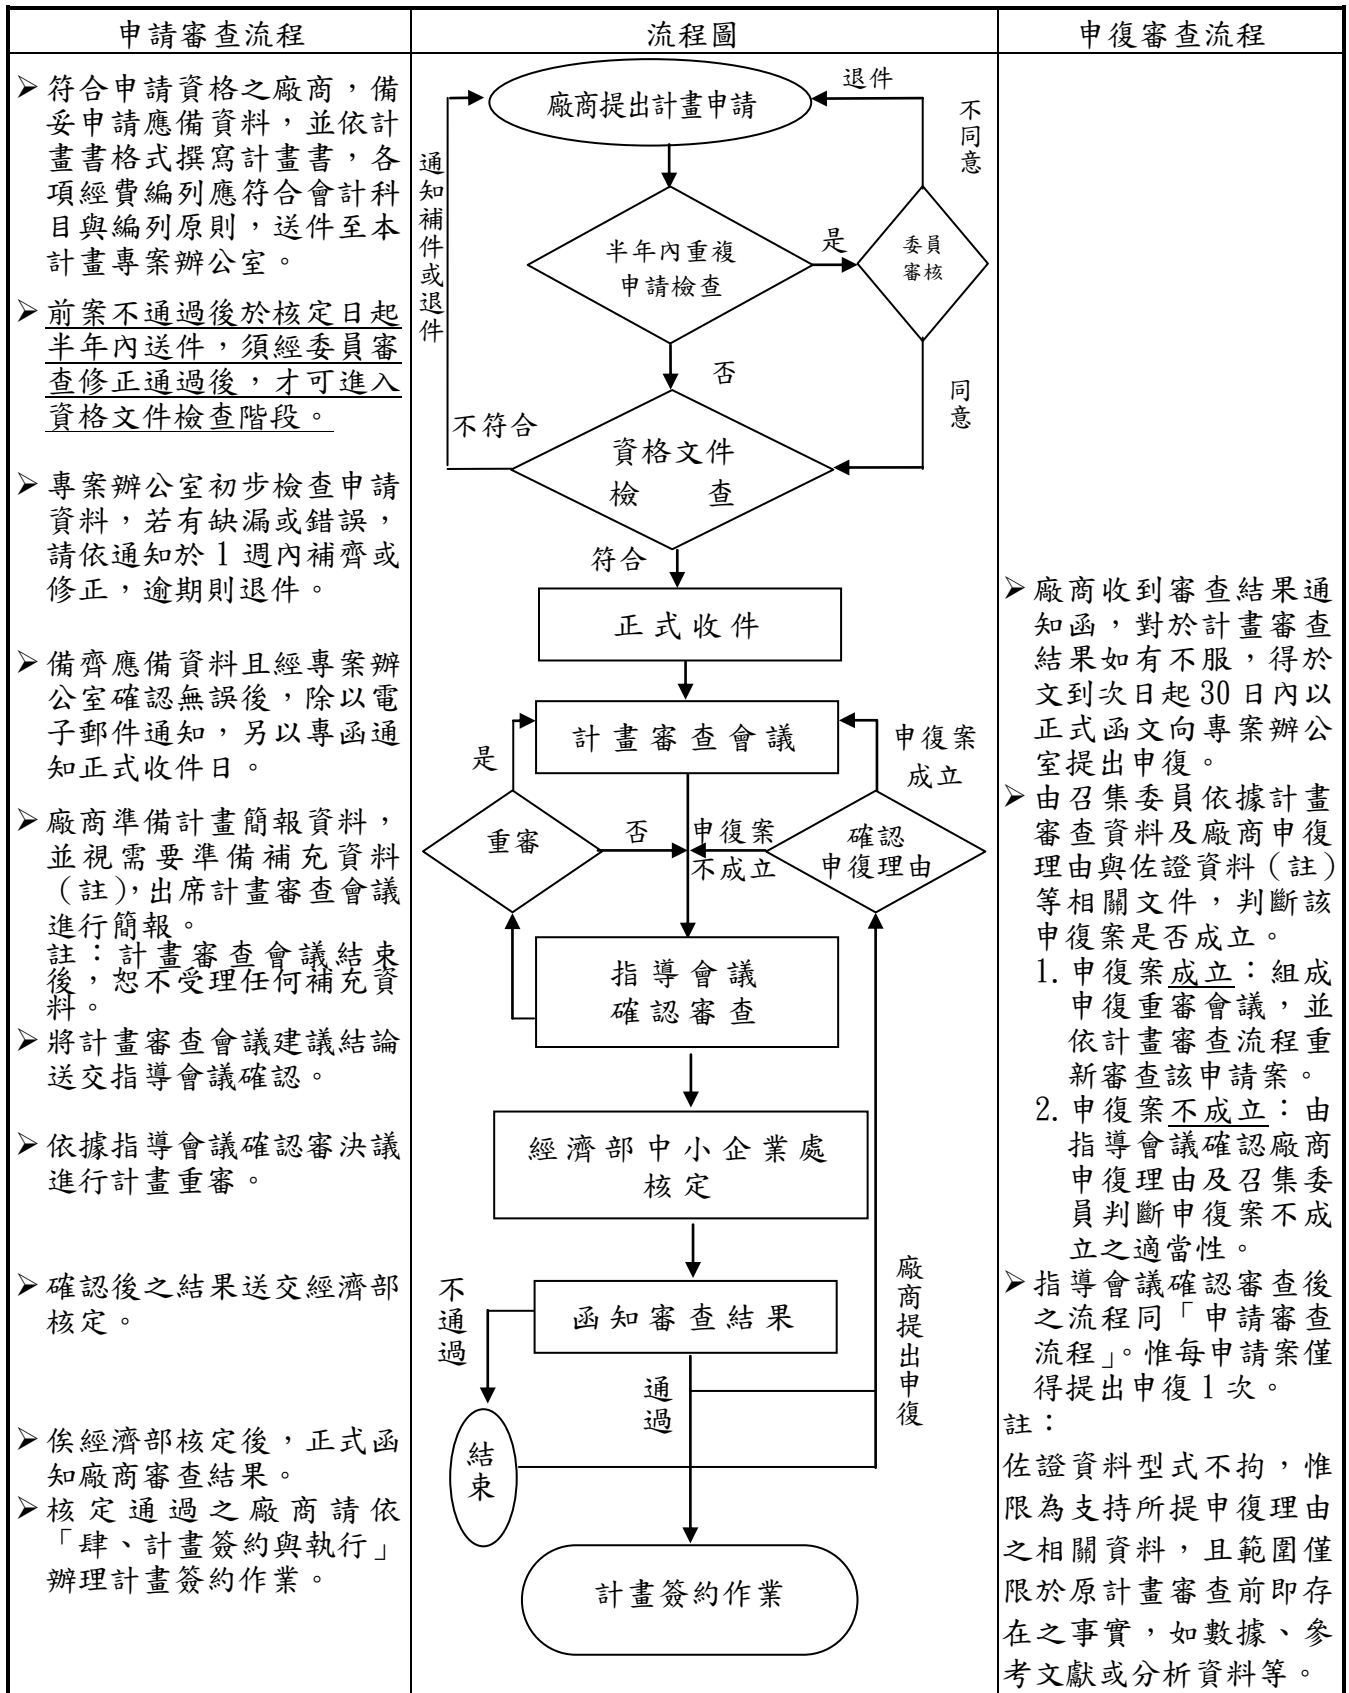 申請審查流程
符合申請資格之廠商，備
妥申請應備資料，並依計
畫書格式撰寫計畫書，各
項經費編列應符合會計科
目與編列原則，送件至本
計畫專案辦公室。
前案不通過後於核定日起
半年內送件，須經委員審
查修正通過後，才可進入
資格文件檢查階段。
專案辦公室初步檢查申請
資料，若有缺漏或錯誤，
請依通知於 1 週內補齊或
修正，逾期則退件。
備齊應備資料且經專案辦
公室確認無誤後，除以電
子郵件通知，另以專函通
知正式收件日。
廠商準備計畫簡報資料，
並視需要準備補充資料
（註），出席計畫審查會議
進行簡報。
註：計畫審查會議結束
後，恕不受理任何補充資
料。
將計畫審查會議建議結論
送交指導會議確認。
依據指導會議確認審決議
進行計畫重審。
確認後之結果送交經濟部
核定。
俟經濟部核定後，正式函
知廠商審查結果。
核定通過之廠商請依
「肆、計畫簽約與執行」
辦理計畫簽約作業。
流程圖
廠商提出計畫申請
退件
不同意
通知補件或退件
半年內重複
申請檢查
是
委員
審核
否
同意
不符合
資格文件
檢查
符合
正式收件
計畫審查會議
是
申復案
成立
重審
否
申復案
不成立
確認
申復理由
指導會議
確認審查
經濟部中小企業處
核定
函知審查結果
不通過
通過
廠商提出申復
結束
計畫簽約作業
申復審查流程
廠商收到審查結果通
知函，對於計畫審查
結果如有不服，得於
文到次日起 30 日內以
正式函文向專案辦公
室提出申復。
由召集委員依據計畫
審查資料及廠商申復
理由與佐證資料（註）
等相關文件，判斷該
申復案是否成立。
1. 申復案成立：組成
申復重審會議，並
依計畫審查流程重
新審查該申請案。
2. 申復案不成立：由
指導會議確認廠商
申復理由及召集委
員判斷申復案不成
立之適當性。
指導會議確認審查後
之流程同「申請審查
流程」。惟每申請案僅
得提出申復 1 次。
註：
佐證資料型式不拘，惟
限為支持所提申復理由
之相關資料，且範圍僅
限於原計畫審查前即存
在之事實，如數據、參
考文獻或分析資料等。